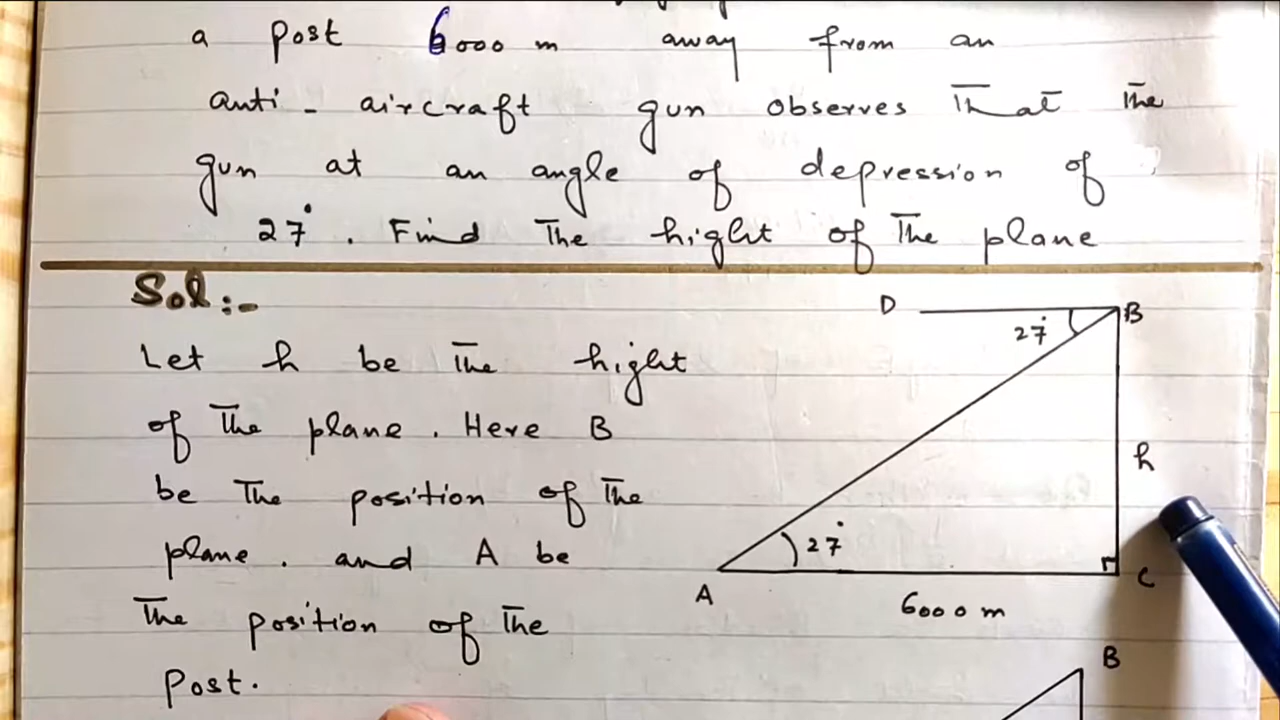 a post 6000 m away from an
anti - aircraft gun observes That the
gun at an angle of depression of
27°. Find The hight of The plane
Sol:-
Let h be The hight
of The plane. Here B
be The position of The
plane. and A be
The position of The
Post.
D
B
27°
h
27°
A
C
6000 m
B